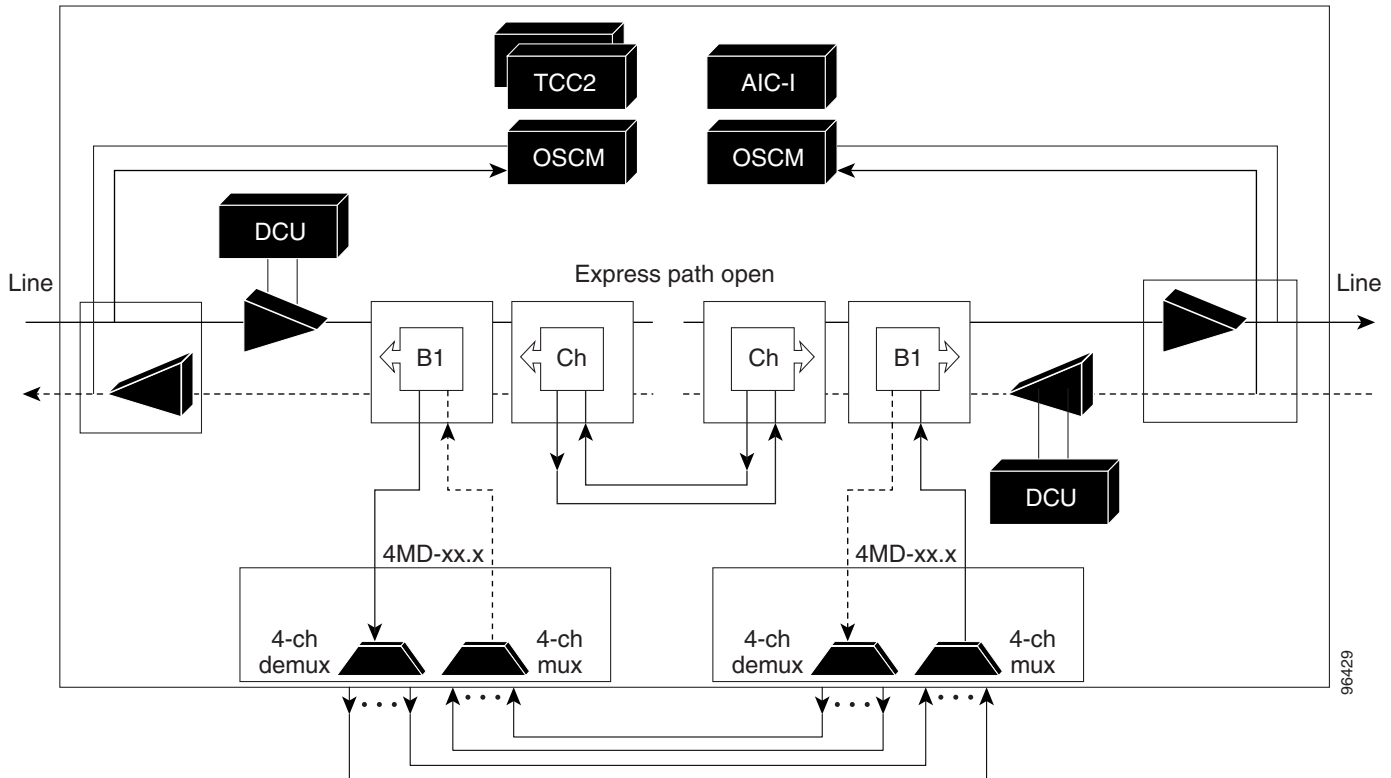 TCC2
AIC-I
OSCM
OSCM
DCU
Line
Express path open
Line
B1
Ch
Ch
B1
DCU
4MD-xx.x
4MD-xx.x
4-ch
demux
4-ch
mux
4-ch
demux
4-ch
mux
96429